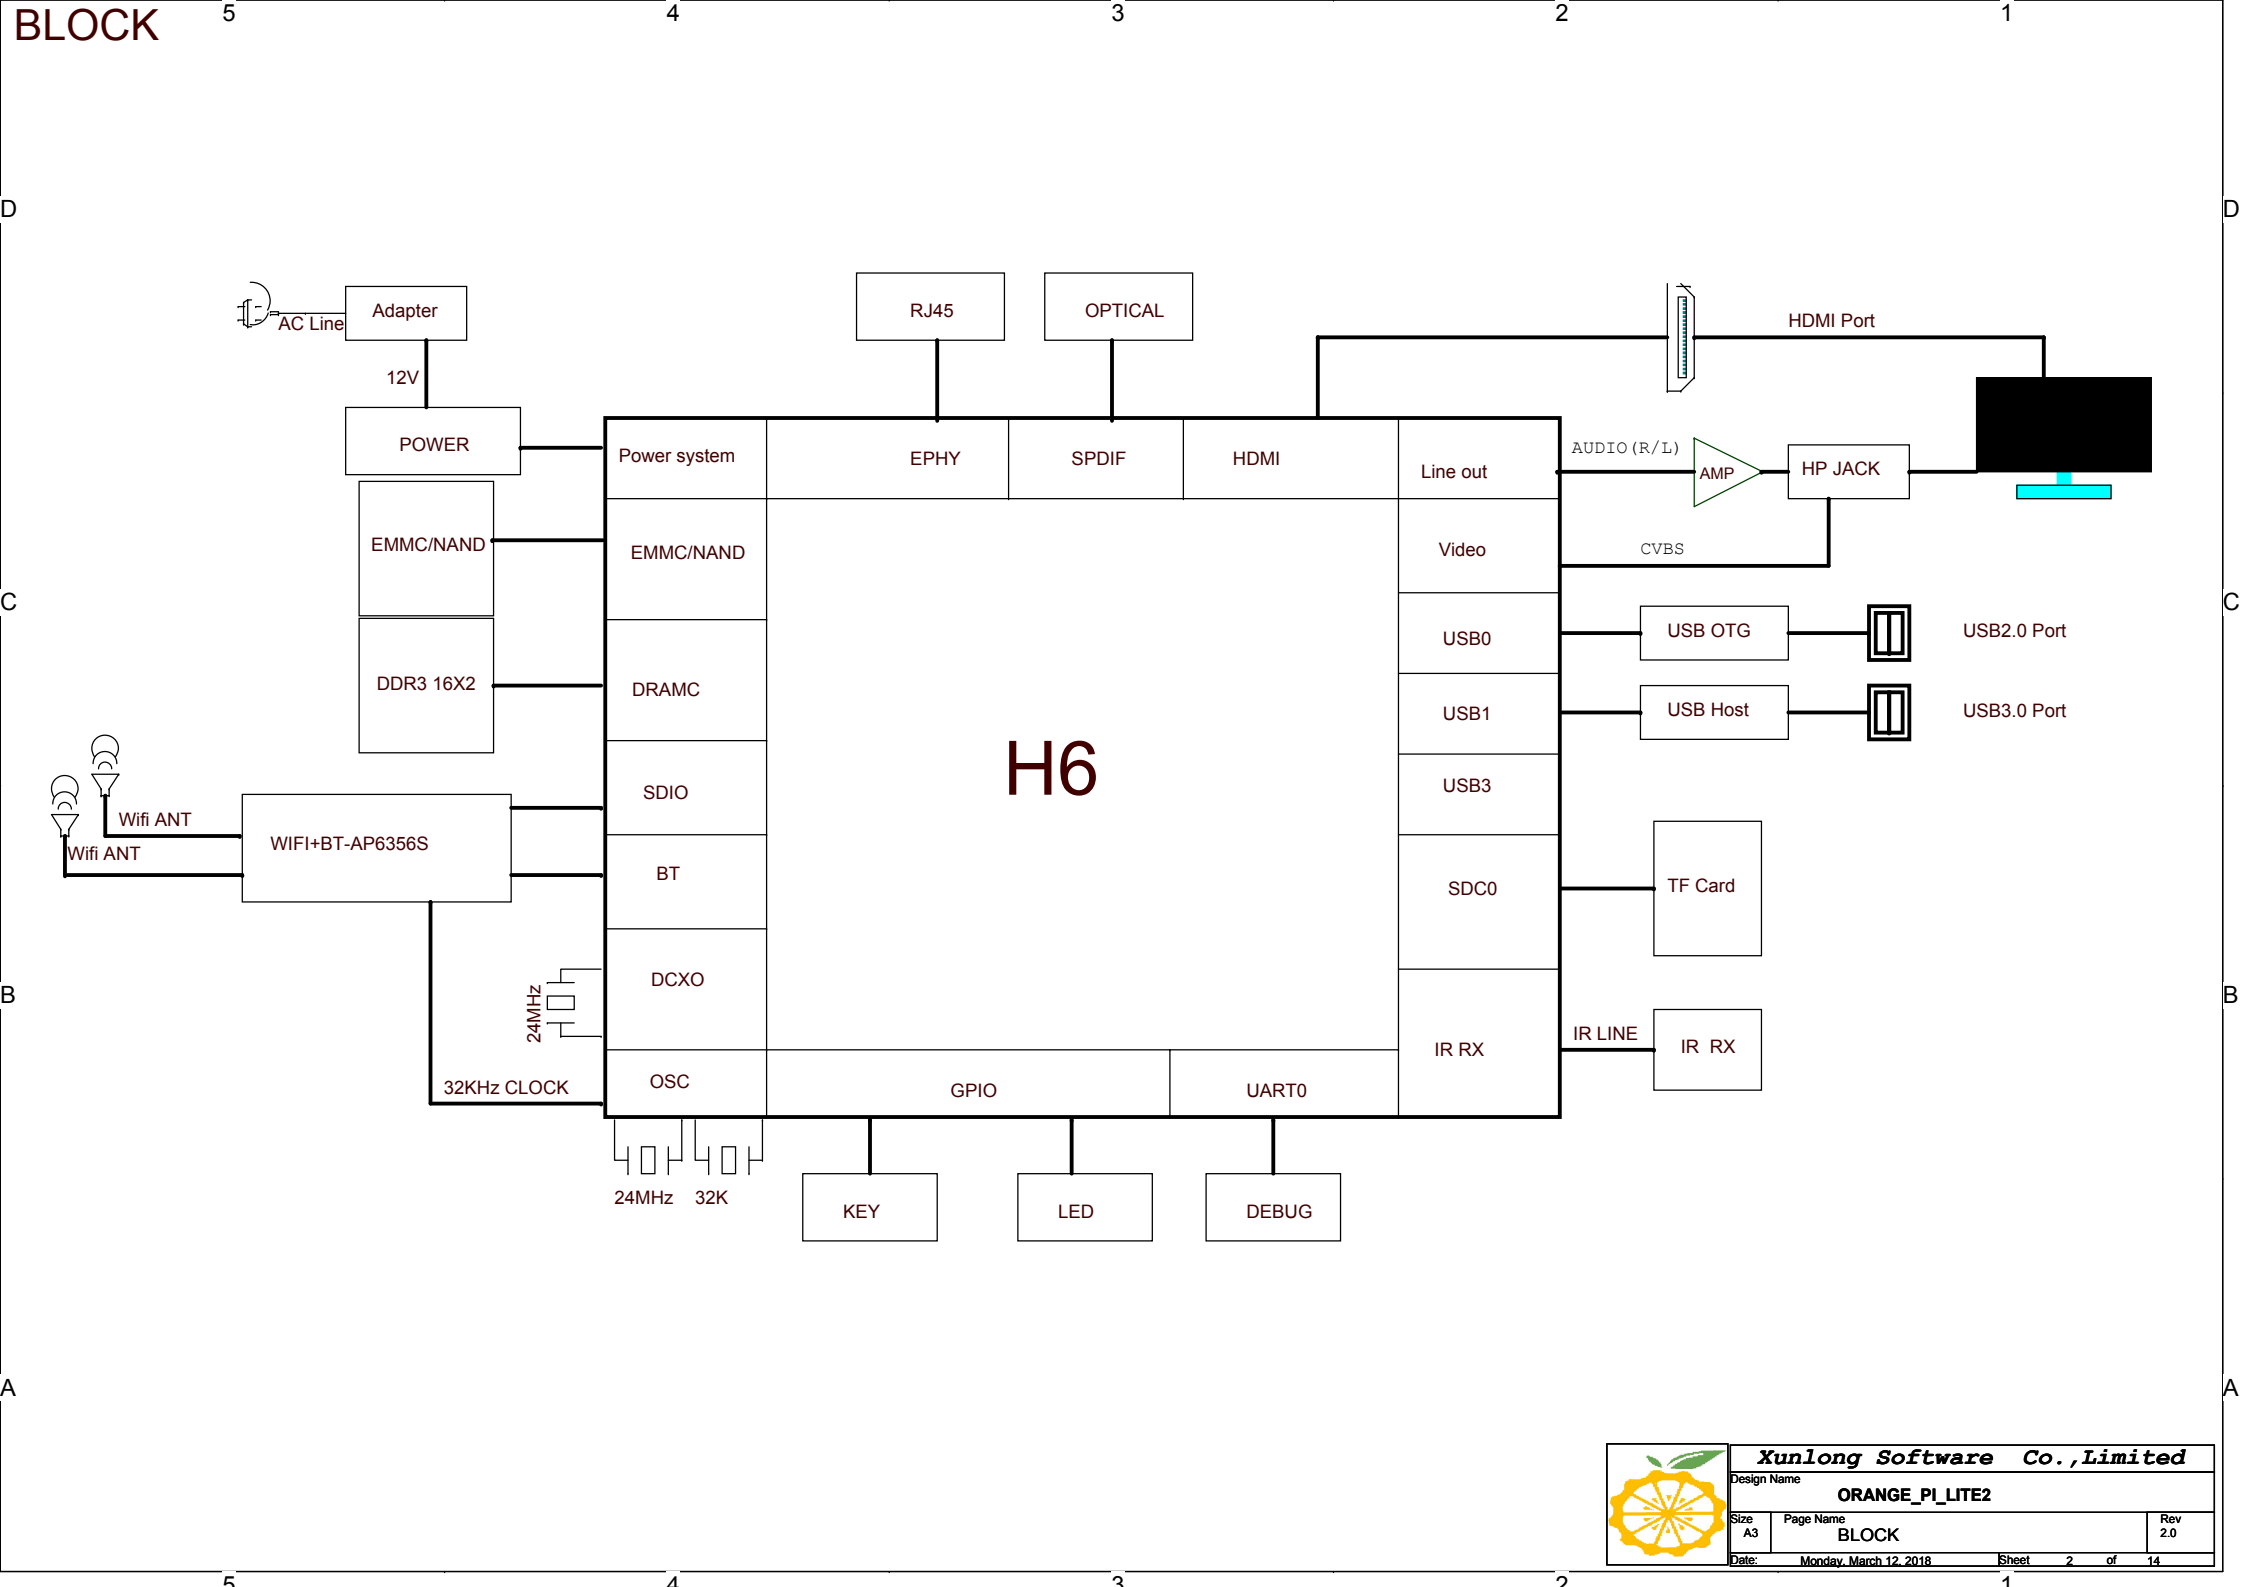 BLOCK
5 4 3 2 1
D D
Adapter
AC Line
RJ45
OPTICAL
HDMI Port
12V
POWER
Power system
EPHY
SPDIF
HDMI
Line out
AUDIO(R/L)
AMP
HP JACK
EMMC/NAND
EMMC/NAND
Video
CVBS
C C
USB0
USB OTG
USB2.0 Port
DDR3 16X2
DRAMC
USB1
USB Host
USB3.0 Port
H6
SDIO
USB3
Wifi ANT
Wifi ANT
WIFI+BT-AP6356S
BT
SDC0
TF Card
DCXO
24MHz
B B
IR RX
IR LINE
IR RX
32KHz CLOCK
OSC
GPIO
UART0
24MHz 32K
KEY
LED
DEBUG
A A
Xunlong Software Co.,Limited
Design Name
ORANGE_PI_LITE2
Size
A3
Page Name
BLOCK
Rev
2.0
Date: Monday, March 12, 2018 Sheet 2 of 14
5 4 3 2 1